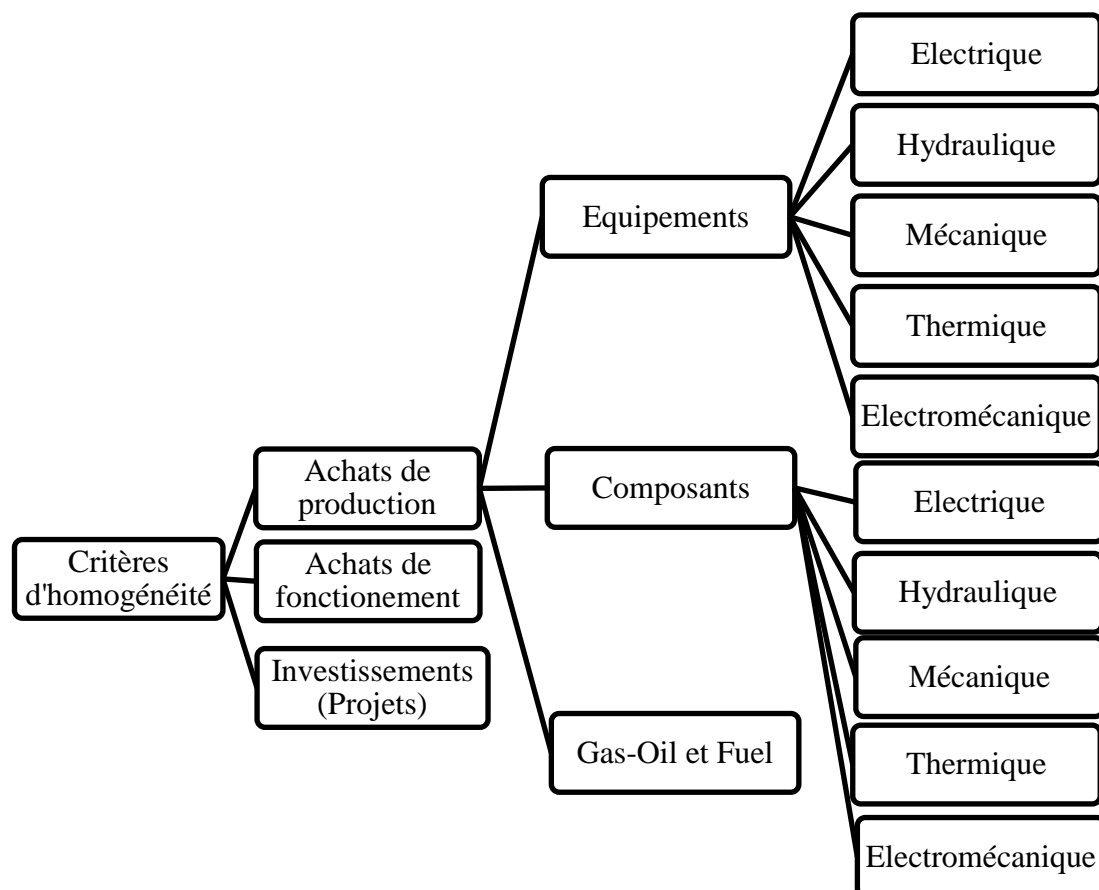 Critères
d'homogénéité
Achats de
production
Achats de
fonctionement
Investissements
(Projets)
Equipements
Composants
Gas-Oil et Fuel
Electrique
Hydraulique
Mécanique
Thermique
Electromécanique
Electrique
Hydraulique
Mécanique
Thermique
Electromécanique